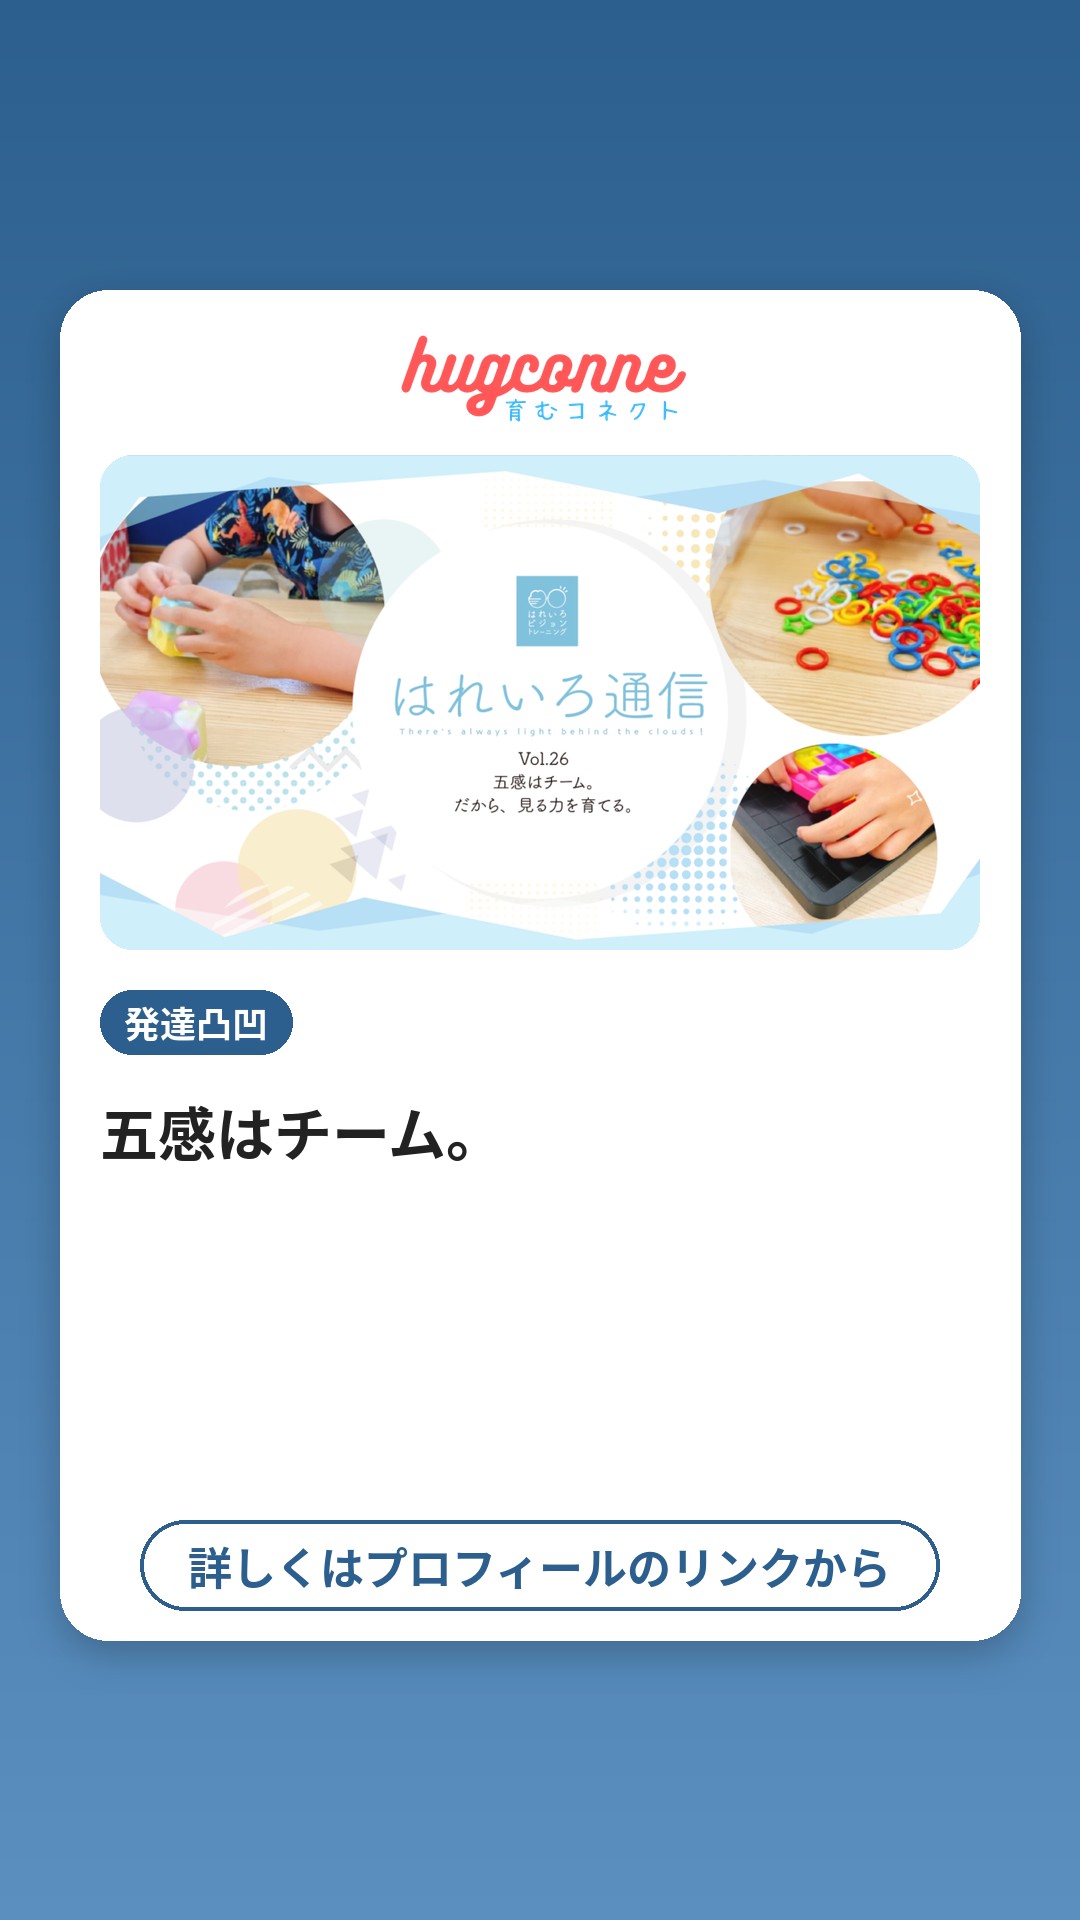 hugconne
育むコネクト
はれいろ
ビジョン
トレーニング
はれいろ通信
There's always light behind the clouds!
Vol.26
五感はチーム。
だから、見る力を育てる。
発達凸凹
五感はチーム。
詳しくはプロフィールのリンクから